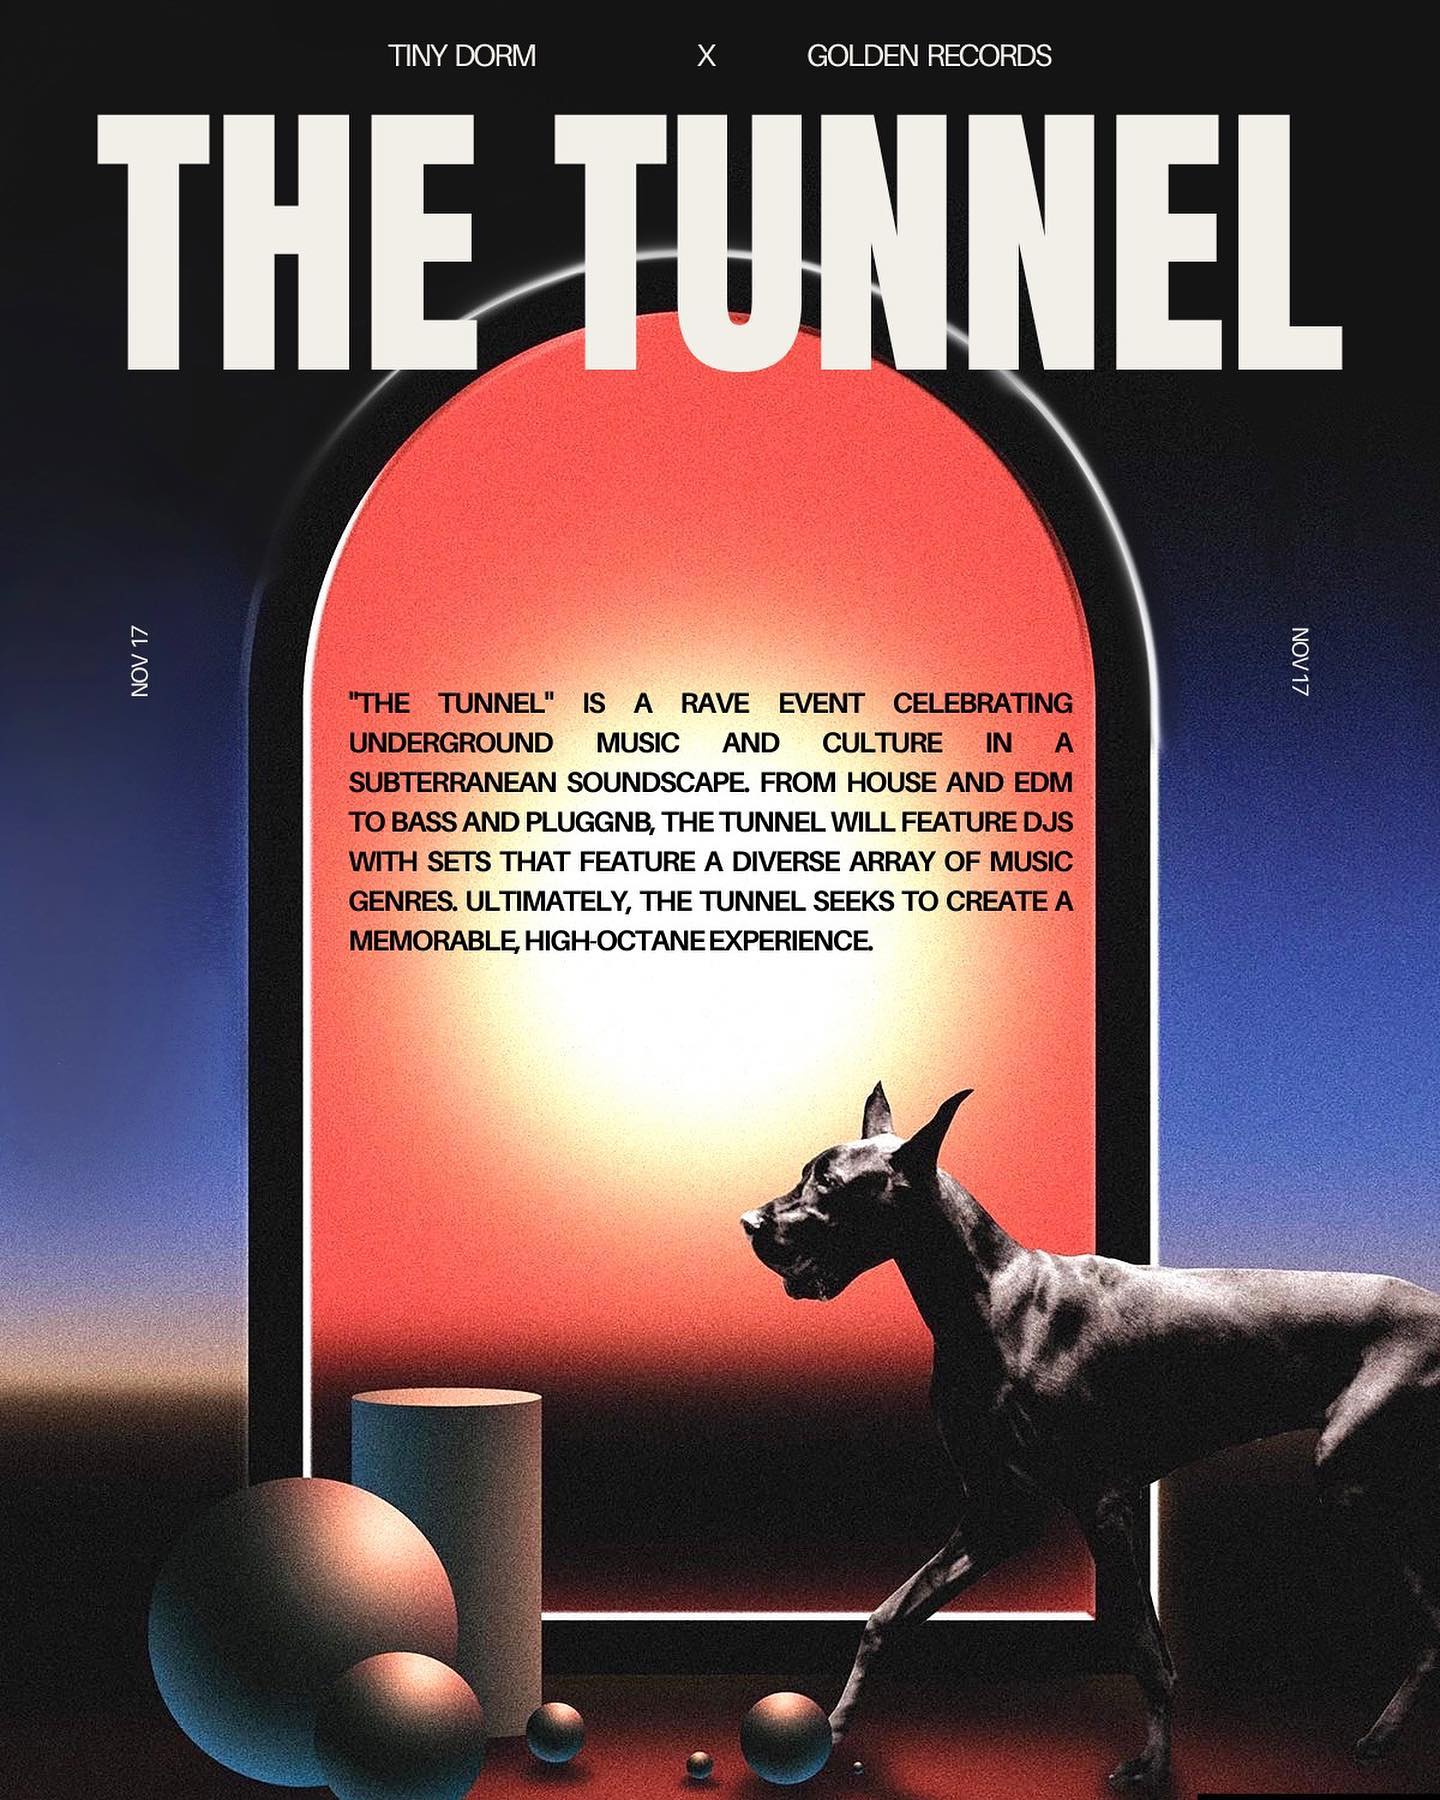 TINY DORM X GOLDEN RECORDS
THE TUNNEL
NOV 17
NOV 17
"THE TUNNEL" IS A RAVE EVENT CELEBRATING
UNDERGROUND MUSIC AND CULTURE IN A
SUBTERRANEAN SOUNDSCAPE. FROM HOUSE AND EDM
TO BASS AND PLUGGNB, THE TUNNEL WILL FEATURE DJS
WITH SETS THAT FEATURE A DIVERSE ARRAY OF MUSIC
GENRES. ULTIMATELY, THE TUNNEL SEEKS TO CREATE A
MEMORABLE, HIGH-OCTANE EXPERIENCE.